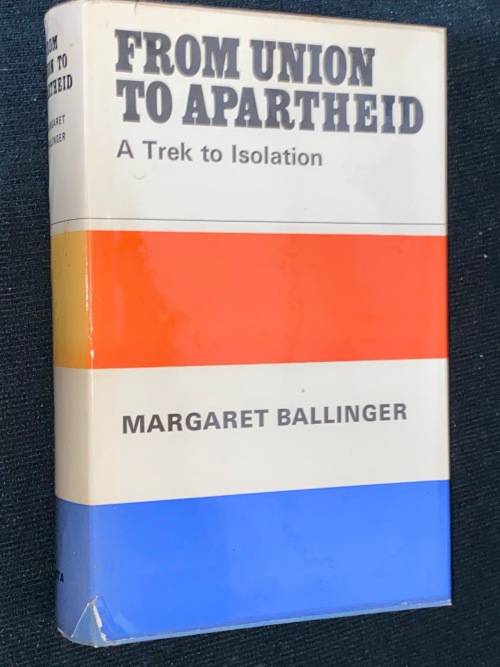 FROM UNION
TO APARTHEID
A Trek to Isolation
MARGARET BALLINGER